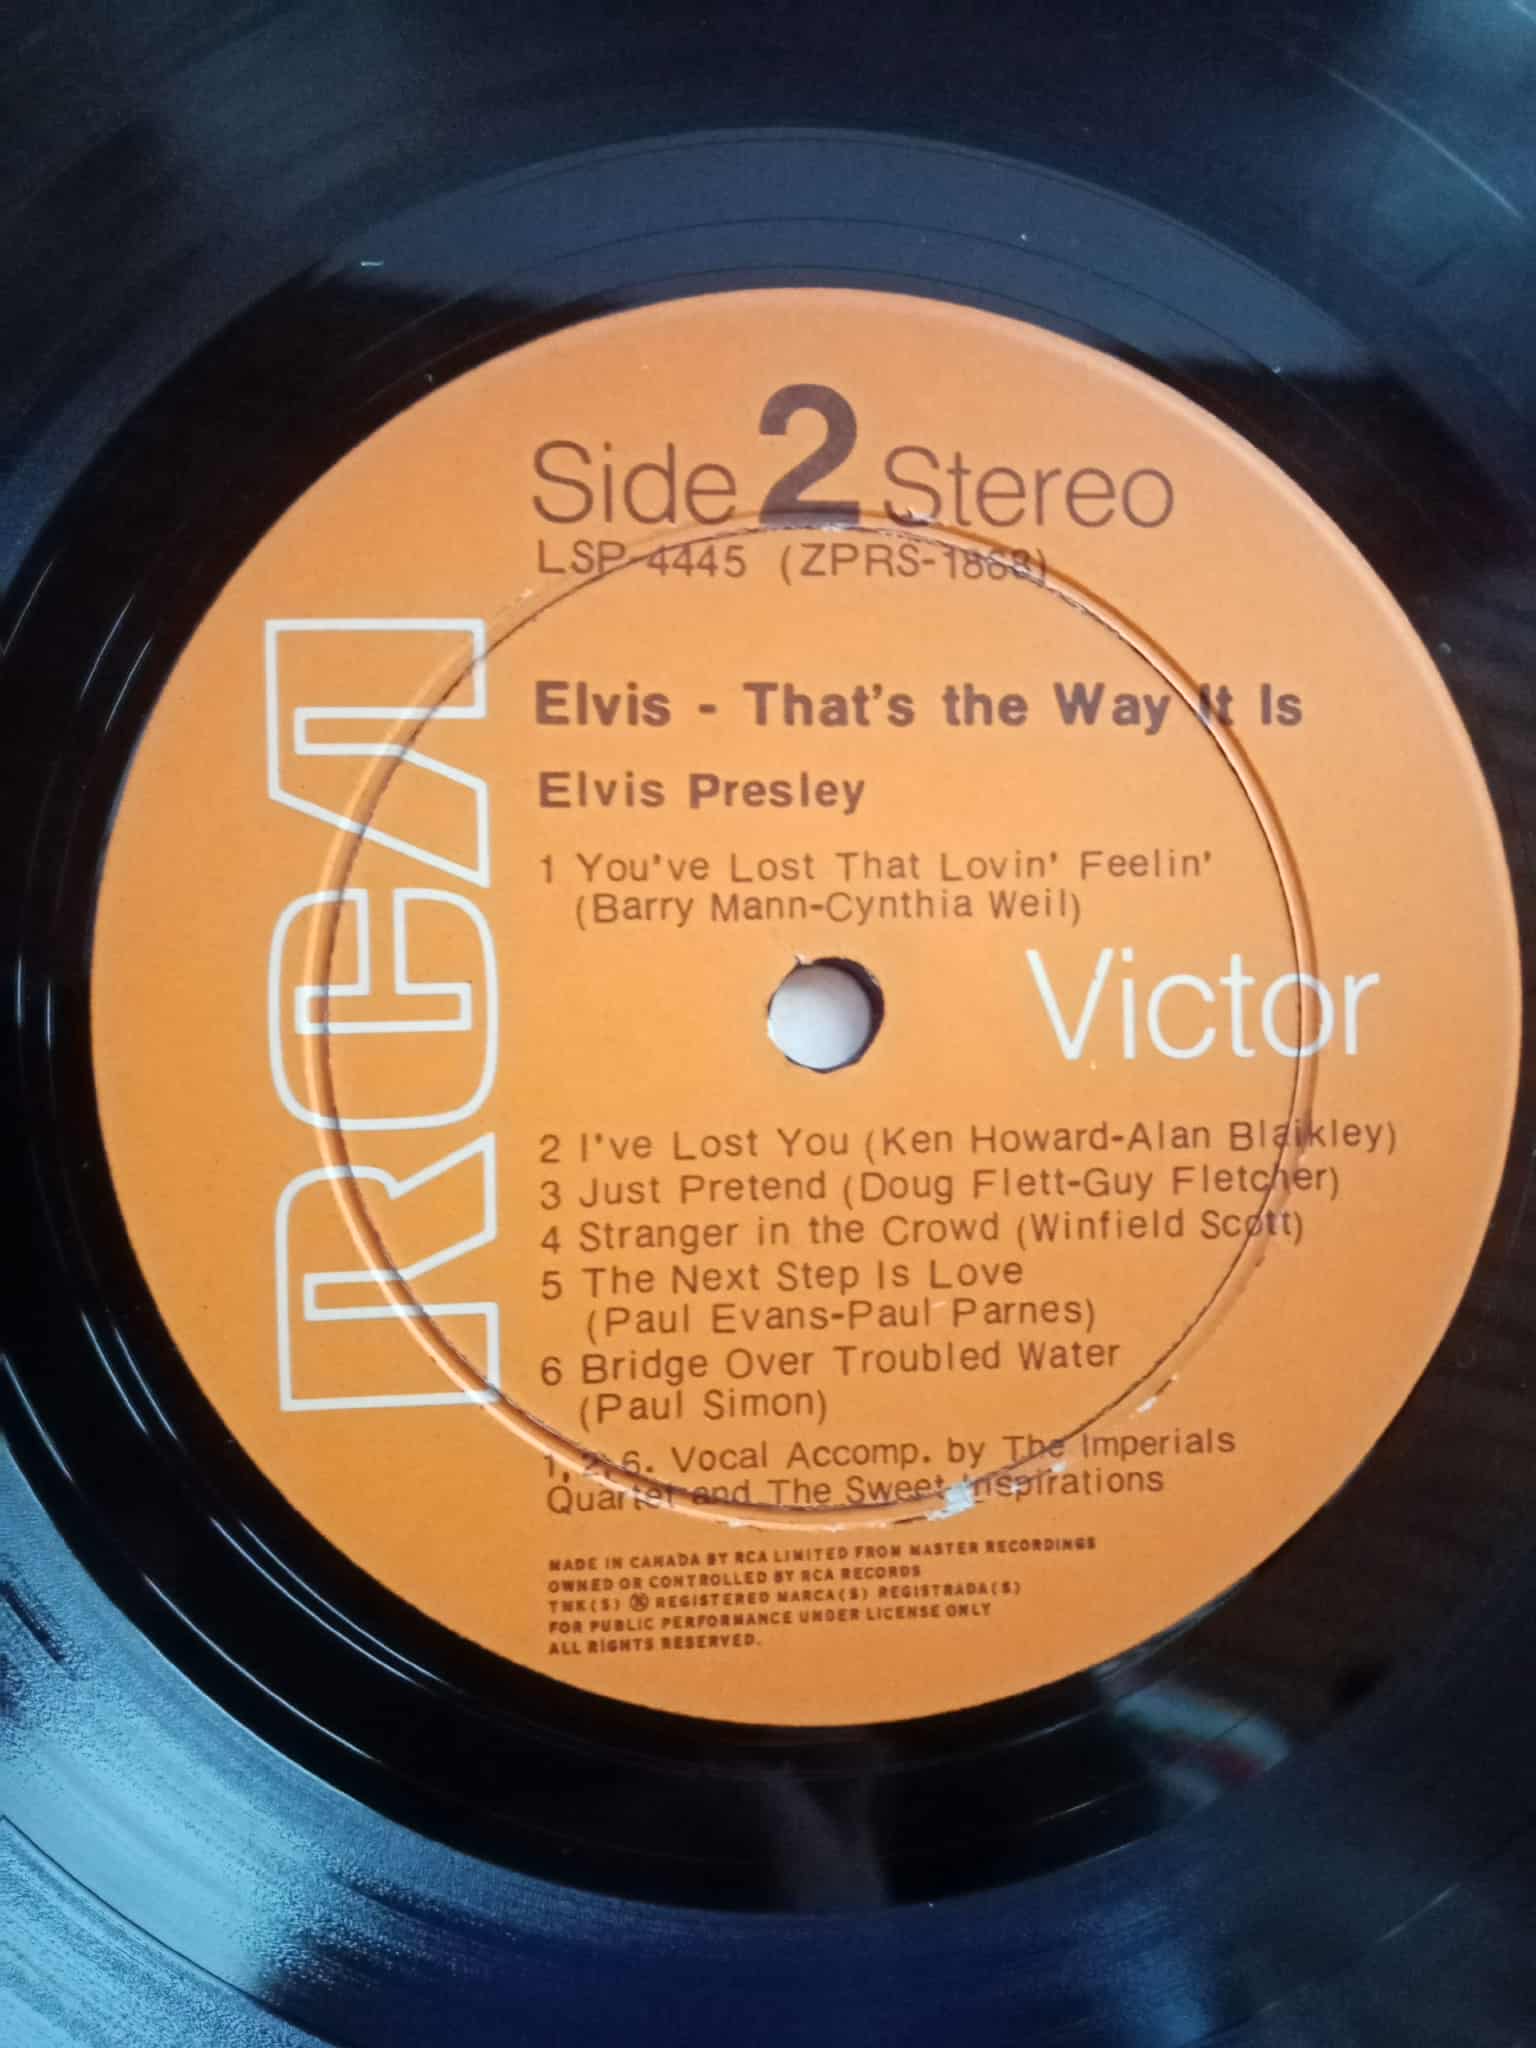 Side 2 Stereo
LSP-4445 (ZPRS-1868)
Elvis - That's the Way It Is
Elvis Presley
1 You've Lost That Lovin' Feelin'
(Barry Mann-Cynthia Weil)
RCA
Victor
2 I've Lost You (Ken Howard-Alan Blaikley)
3 Just Pretend (Doug Flett-Guy Fletcher)
4 Stranger in the Crowd (Winfield Scott)
5 The Next Step Is Love
(Paul Evans-Paul Parnes)
6 Bridge Over Troubled Water
(Paul Simon)
1, 2, 6. Vocal Accomp. by The Imperials
Quartet and The Sweet Inspirations
MADE IN CANADA BY RCA LIMITED FROM MASTER RECORDINGS
OWNED OR CONTROLLED BY RCA RECORDS
TMK(S) ® REGISTERED MARCA(S) REGISTRADA(S)
FOR PUBLIC PERFORMANCE UNDER LICENSE ONLY
ALL RIGHTS RESERVED.